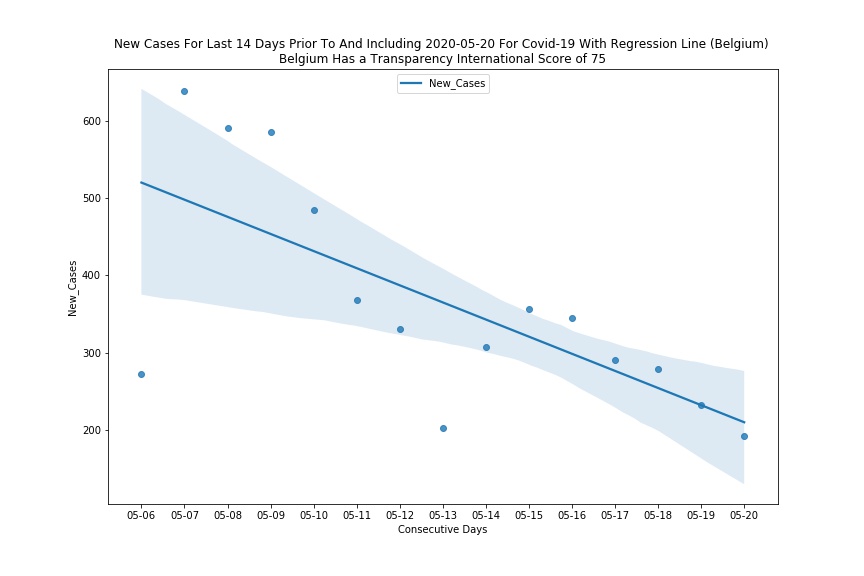 New Cases For Last 14 Days Prior To And Including 2020-05-20 For Covid-19 With Regression Line (Belgium)
Belgium Has a Transparency International Score of 75
New_Cases
600
500
400
300
200
New_Cases
05-06 05-07 05-08 05-09 05-10 05-11 05-12 05-13 05-14 05-15 05-16 05-17 05-18 05-19 05-20
Consecutive Days